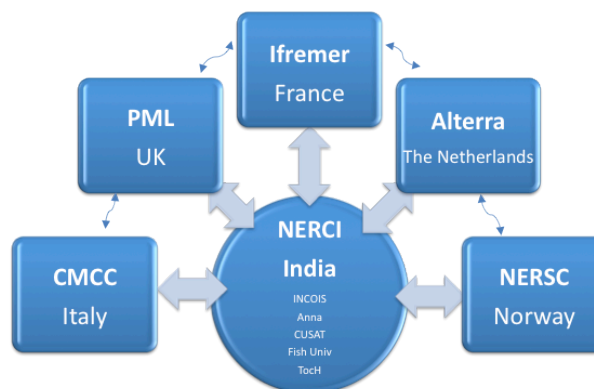 Ifremer
France
PML
UK
Alterra
The Netherlands
CMCC
Italy
NERCI
India
INCOIS
Anna
CUSAT
Fish Univ
TocH
NERSC
Norway